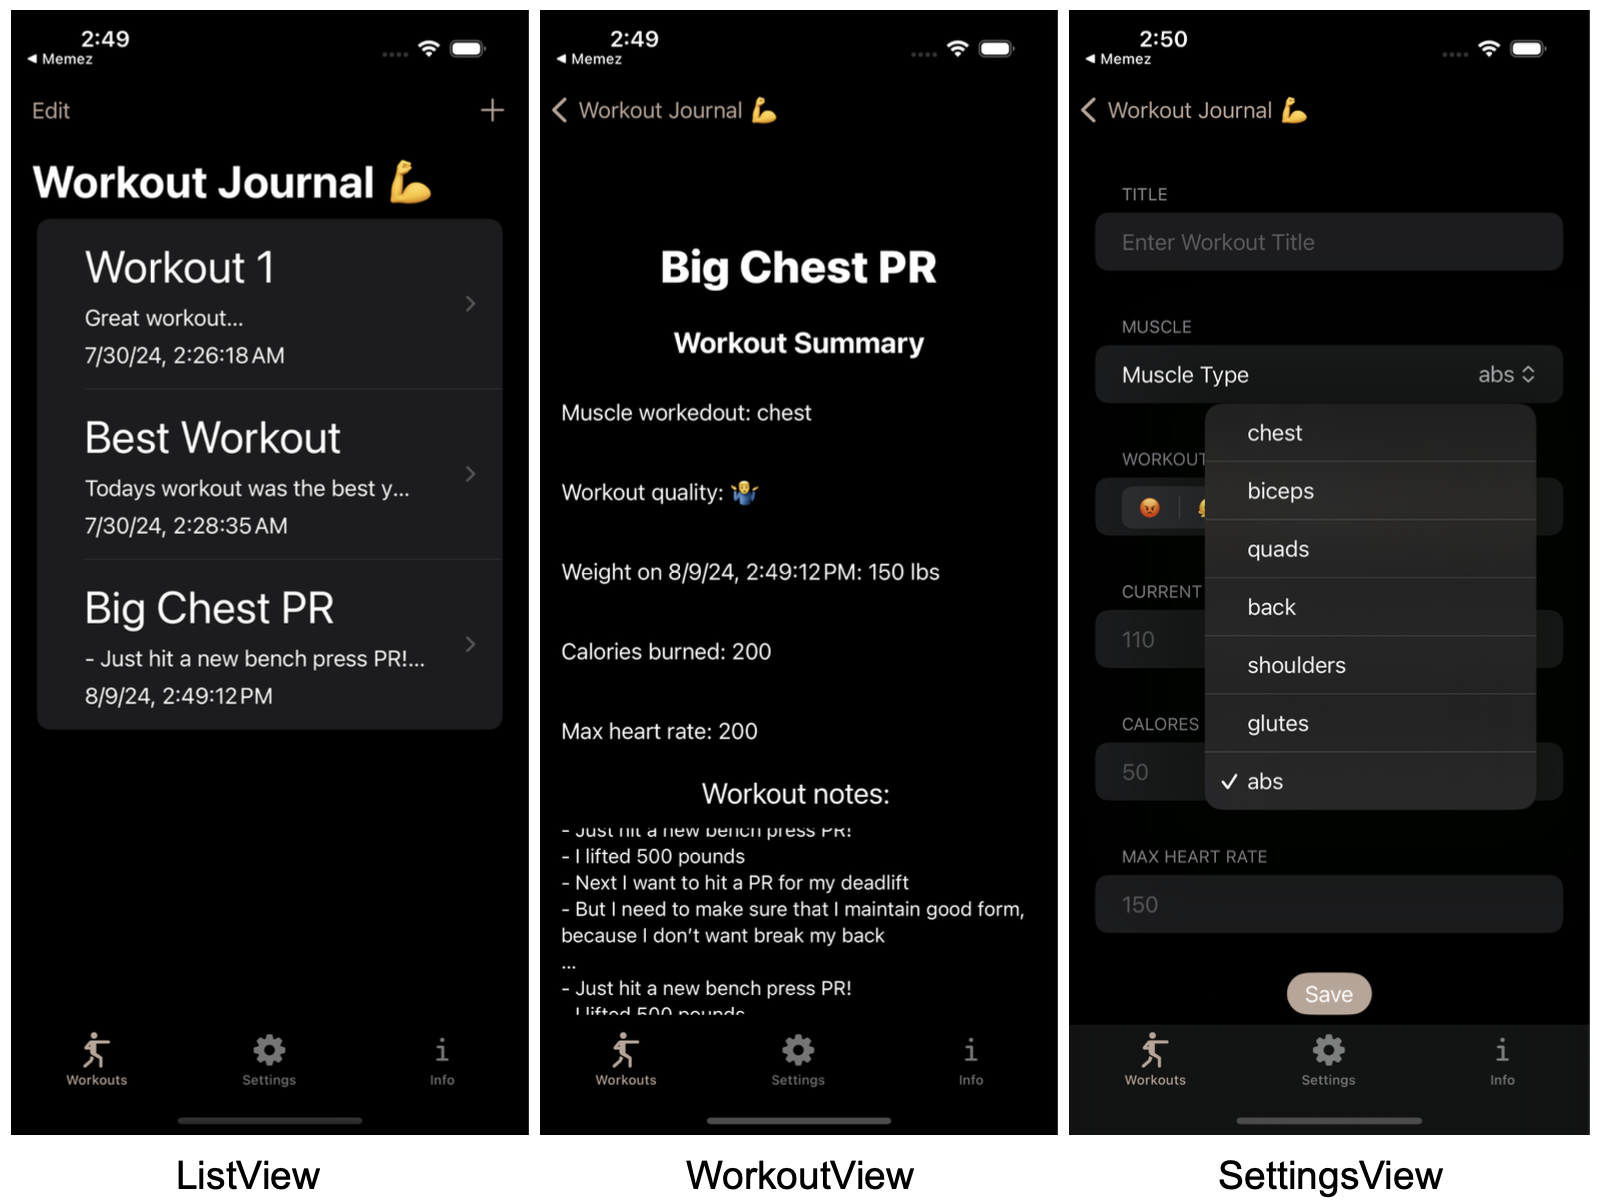 2:49
◀ Memez
Edit
Workout Journal 💪
Workout 1
Great workout...
7/30/24, 2:26:18 AM
Best Workout
Todays workout was the best y...
7/30/24, 2:28:35 AM
Big Chest PR
- Just hit a new bench press PR!...
8/9/24, 2:49:12 PM
Workouts
Settings
Info
ListView
2:49
◀ Memez
Workout Journal 💪
Big Chest PR
Workout Summary
Muscle workedout: chest
Workout quality: 🤷‍♂️
Weight on 8/9/24, 2:49:12 PM: 150 lbs
Calories burned: 200
Max heart rate: 200
Workout notes:
- Just hit a new bench press PR!
- I lifted 500 pounds
- Next I want to hit a PR for my deadlift
- But I need to make sure that I maintain good form,
because I don't want break my back
...
- Just hit a new bench press PR!
- I lifted 500 pounds
Workouts
Settings
Info
WorkoutView
2:50
◀ Memez
Workout Journal 💪
TITLE
Enter Workout Title
MUSCLE
Muscle Type
abs
chest
biceps
quads
back
shoulders
glutes
✓ abs
WORKOUT
CURRENT
110
CALORES
50
MAX HEART RATE
150
Save
Workouts
Settings
Info
SettingsView